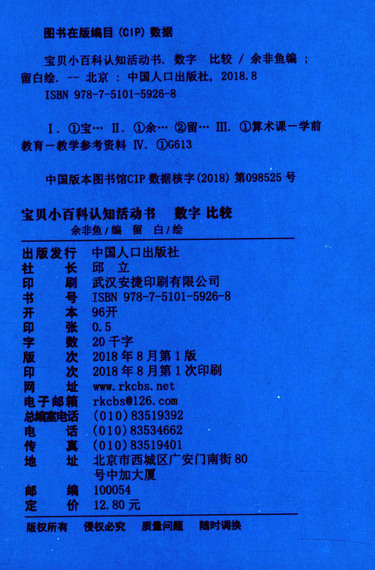 图书在版编目(CIP)数据
宝贝小百科认知活动书. 数字 比较 / 余非鱼编 ;
留白绘. -- 北京 : 中国人口出版社, 2018.8
ISBN 978-7-5101-5926-8
Ⅰ. ①宝… Ⅱ. ①余… ②留… Ⅲ. ①算术课－学前
教育－教学参考资料 Ⅳ. ①G613
中国版本图书馆CIP数据核字(2018) 第098525 号
宝贝小百科认知活动书 数字 比较
余非鱼/编 留 白/绘
出版发行 中国人口出版社
社 长 邱 立
印 刷 武汉安捷印刷有限公司
书 号 ISBN 978-7-5101-5926-8
开 本 96开
印 张 0.5
字 数 20千字
版 次 2018年8月第1版
印 次 2018年8月第1次印刷
网 址 www.rkcbs.net
电子邮箱 rkcbs@126.com
总编室电话 (010)83519392
电 话 (010)83534662
传 真 (010)83519401
地 址 北京市西城区广安门南街80
号中加大厦
邮 编 100054
定 价 12.80 元
版权所有 侵权必究 质量问题 随时调换